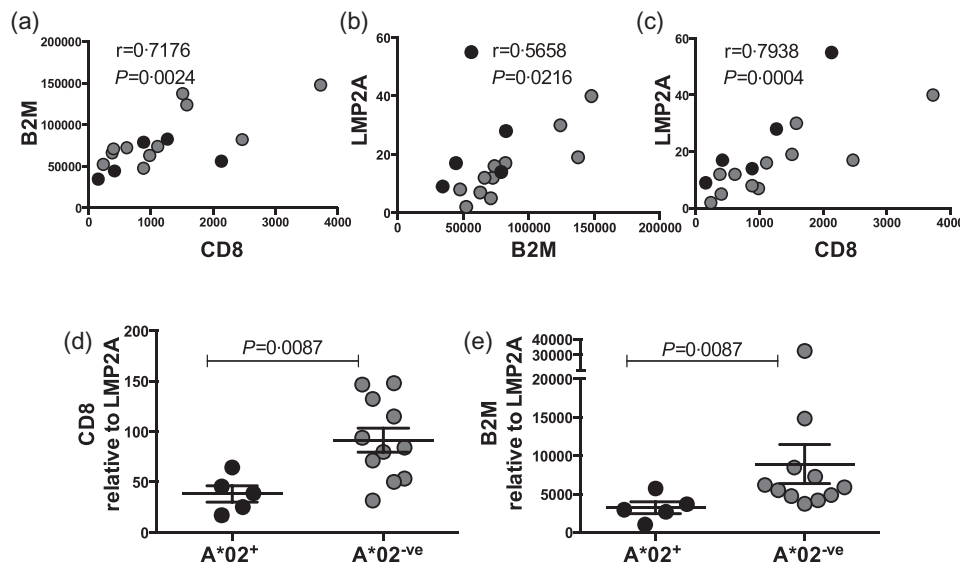 (a)
r=0·7176
P=0·0024
B2M
200000
150000
100000
50000
0
0 1000 2000 3000 4000
CD8
(b)
r=0·5658
P=0·0216
LMP2A
60
40
20
0
0 50000 100000 150000 200000
B2M
(c)
r=0·7938
P=0·0004
LMP2A
60
40
20
0
0 1000 2000 3000 4000
CD8
(d)
P=0·0087
CD8
relative to LMP2A
200
150
100
50
0
A*02+ A*02-ve
(e)
P=0·0087
B2M
relative to LMP2A
40000
30000
20000
15000
10000
5000
0
A*02+ A*02-ve